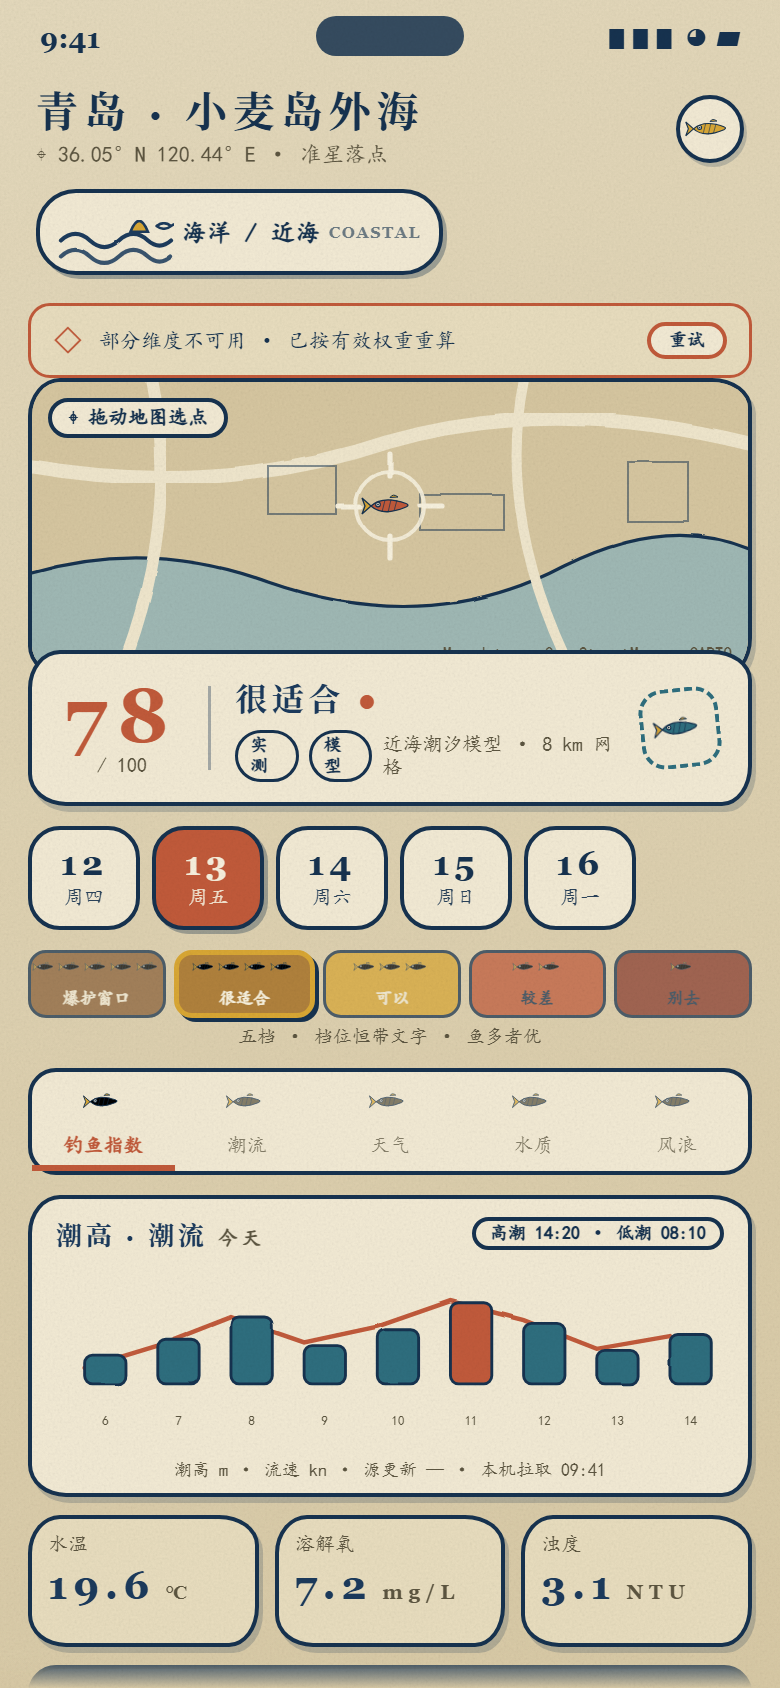 9:41
青岛 · 小麦岛外海
⌖ 36.05° N 120.44° E • 准星落点
海洋 / 近海 COASTAL
部分维度不可用 • 已按有效权重重算
重试
⌖ 拖动地图选点
78
/ 100
很适合
实测
模型
近海潮汐模型 • 8 km 网格
12
周四
13
周五
14
周六
15
周日
16
周一
爆护窗口
很适合
可以
较差
别去
五档 • 档位恒带文字 • 鱼多者优
钓鱼指数
潮流
天气
水质
风浪
潮高 · 潮流 今天
高潮 14:20 • 低潮 08:10
6 7 8 9 10 11 12 13 14
潮高 m • 流速 kn • 源更新 — • 本机拉取 09:41
水温
19.6 ℃
溶解氧
7.2 mg/L
浊度
3.1 NTU